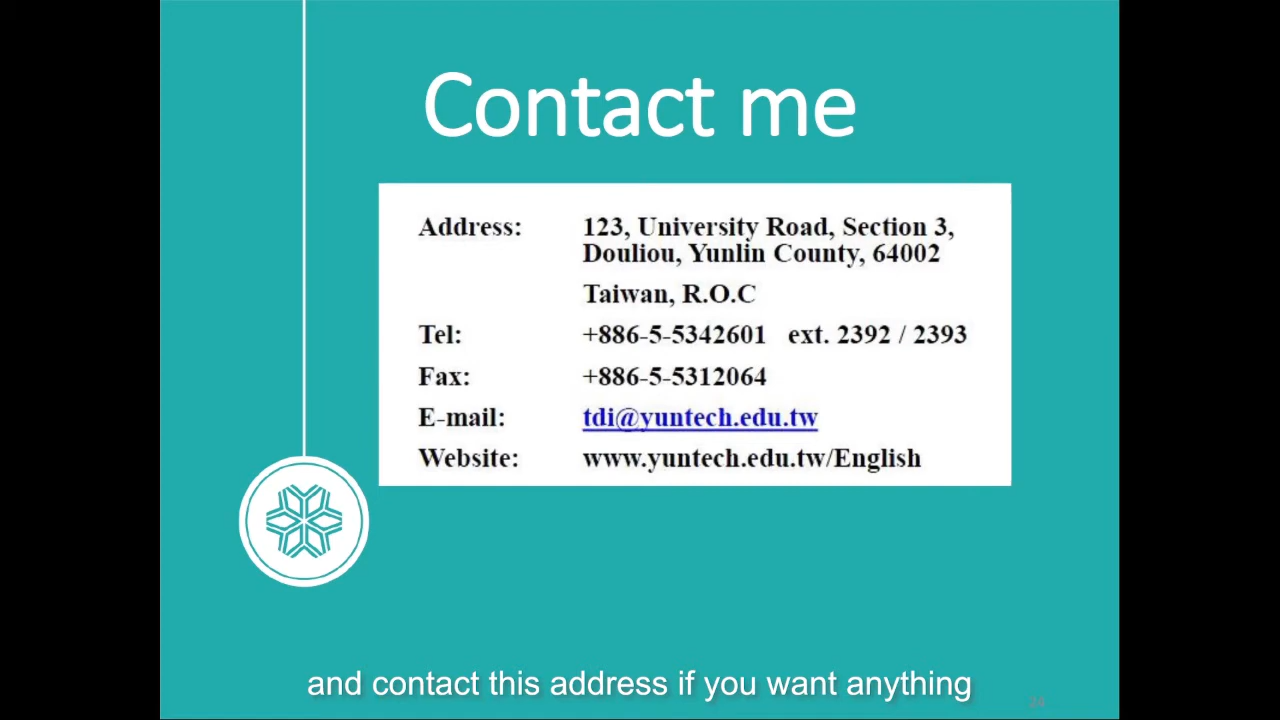 Contact me
Address: 123, University Road, Section 3,
Douliou, Yunlin County, 64002
Taiwan, R.O.C
Tel: +886-5-5342601 ext. 2392 / 2393
Fax: +886-5-5312064
E-mail: tdi@yuntech.edu.tw
Website: www.yuntech.edu.tw/English
and contact this address if you want anything
24